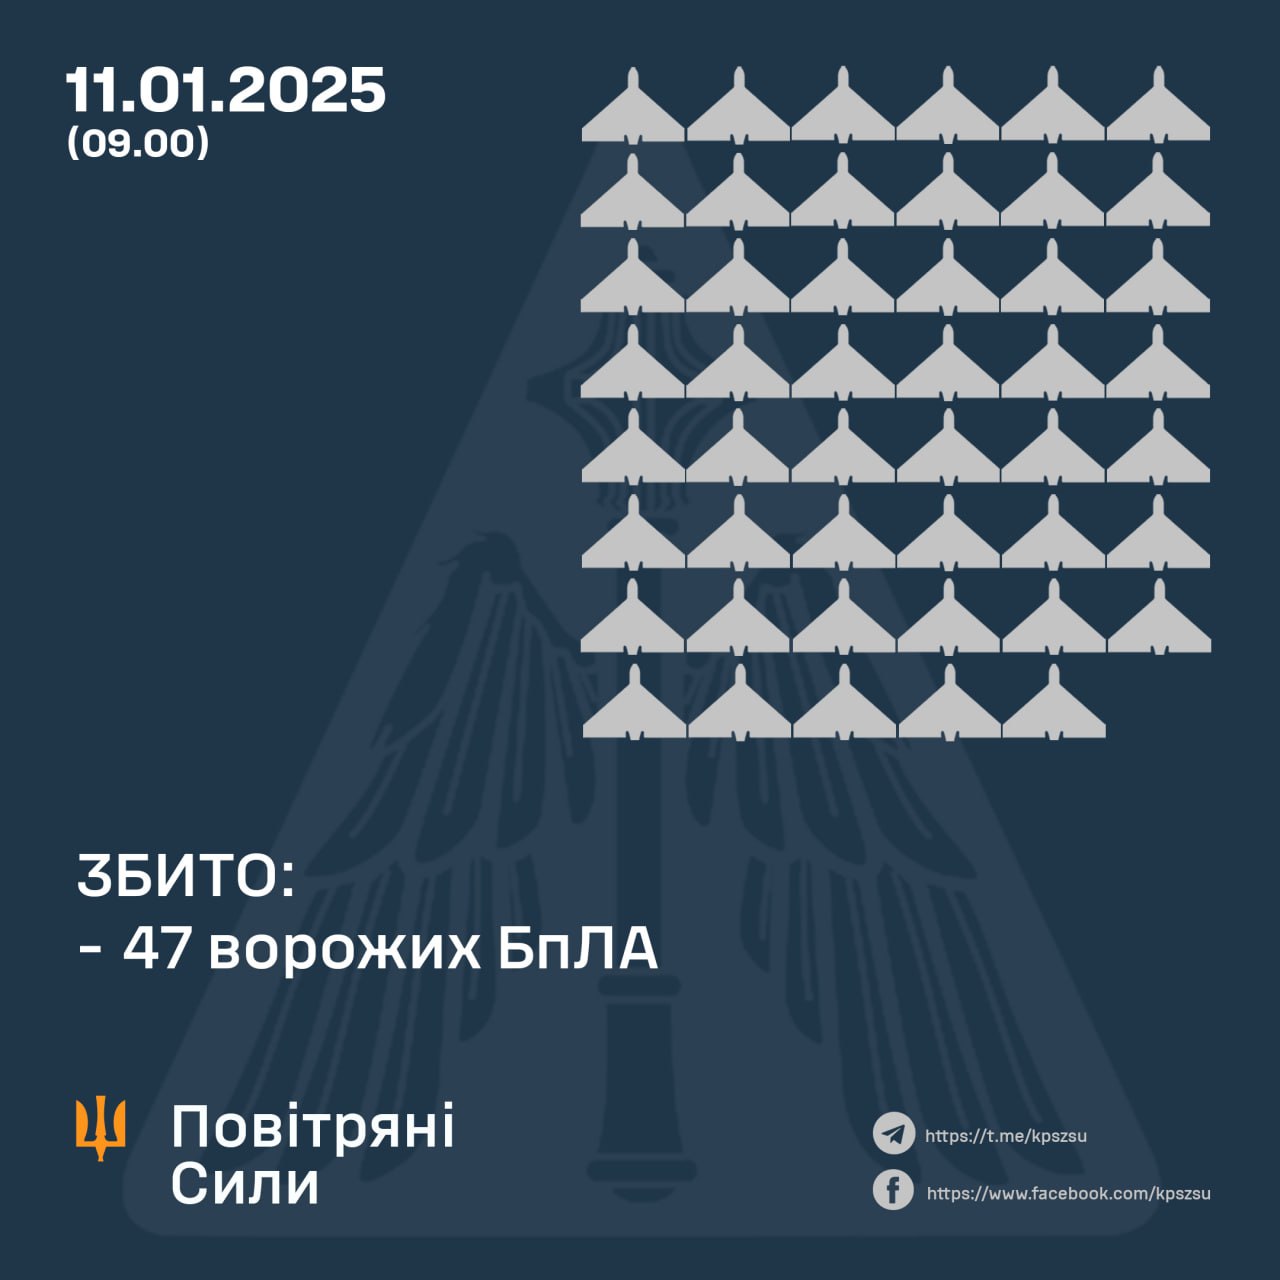 11.01.2025
(09.00)
ЗБИТО:
- 47 ворожих БпЛА
Повітряні
Сили
https://t.me/kpszsu
https://www.facebook.com/kpszsu